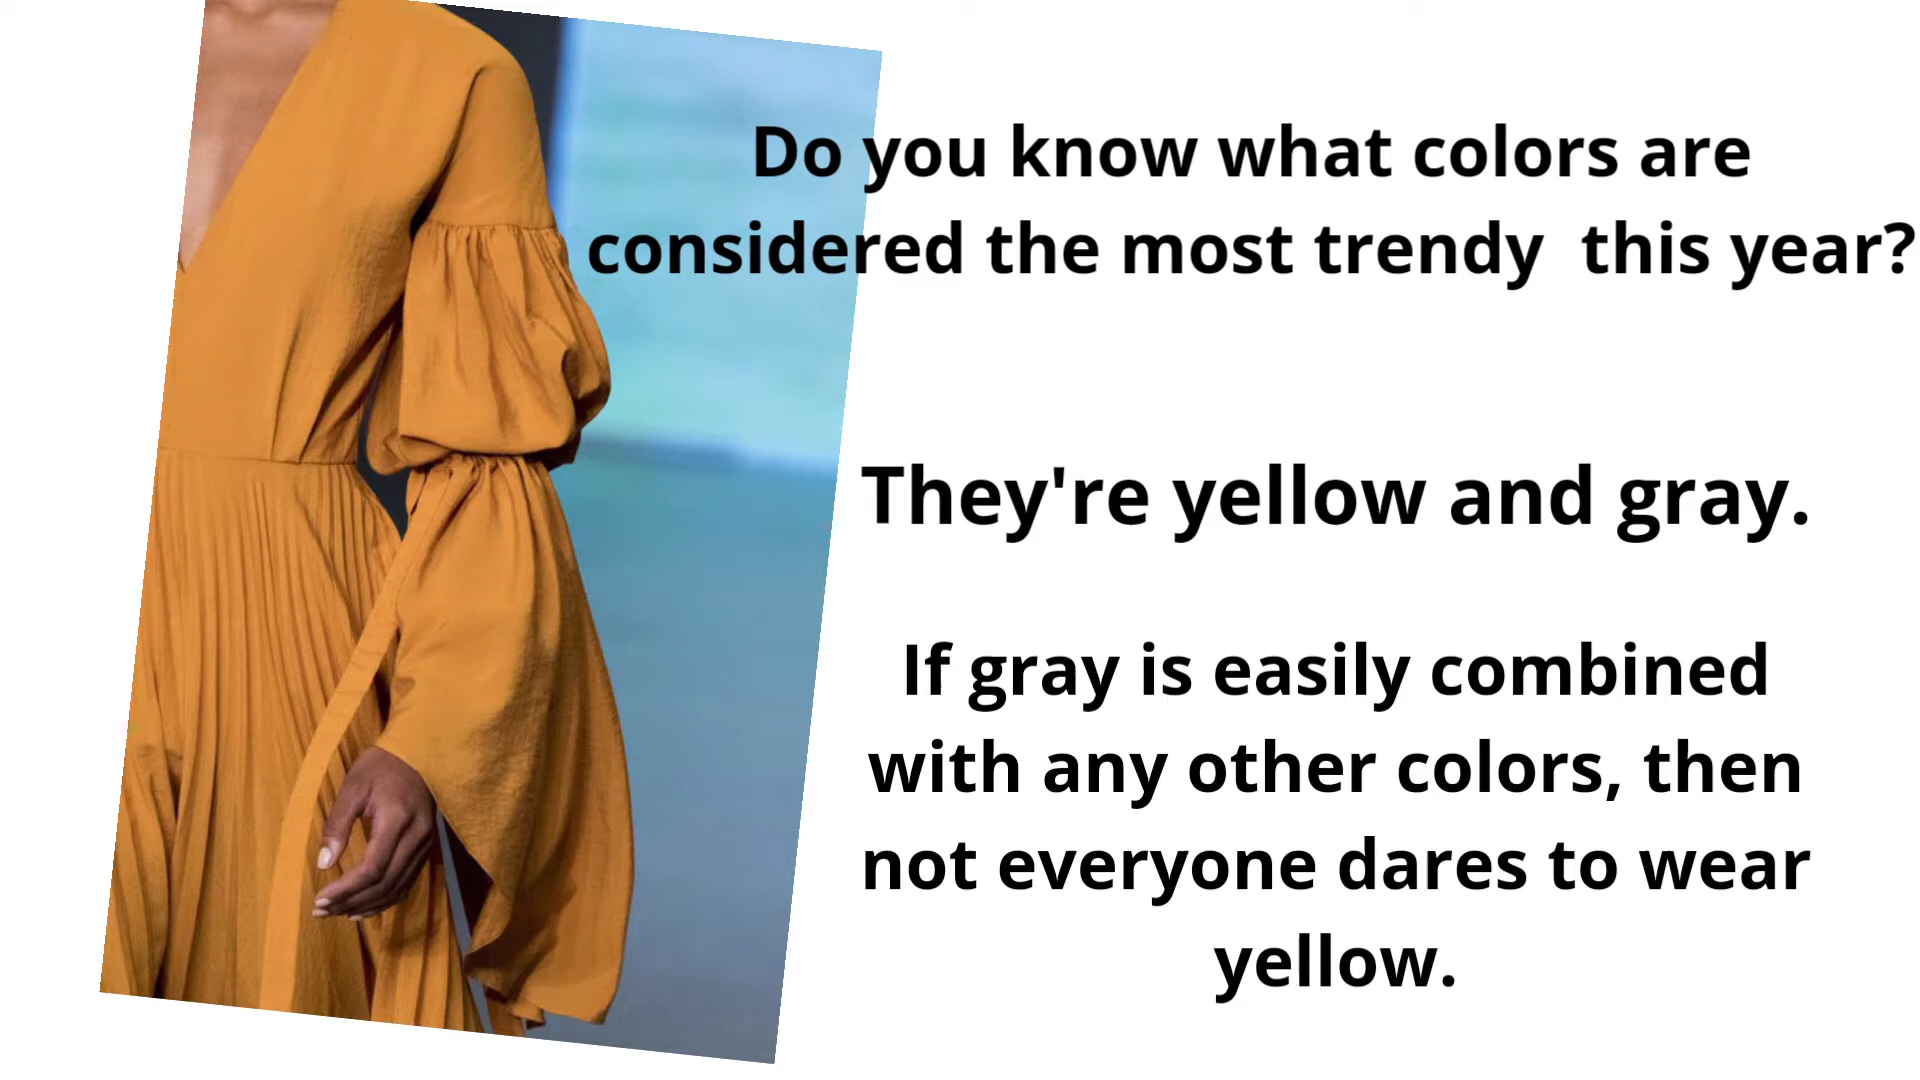 Do you know what colors are
considered the most trendy  this year?
They're yellow and gray.
If gray is easily combined
with any other colors, then
not everyone dares to wear
yellow.